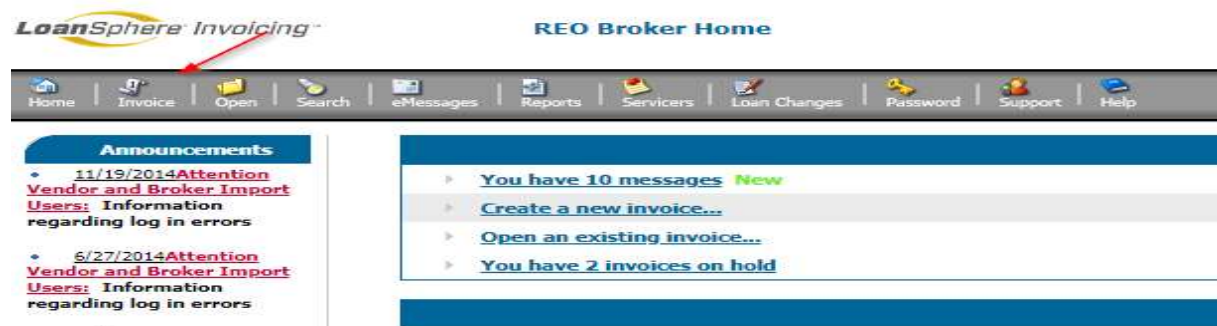 LoanSphere Invoicing™
REO Broker Home
Home Invoice Open Search eMessages Reports Servicers Loan Changes Password Support Help
Announcements
• 11/19/2014Attention
Vendor and Broker Import
Users: Information
regarding log in errors
• 6/27/2014Attention
Vendor and Broker Import
Users: Information
regarding log in errors
You have 10 messages New
Create a new invoice...
Open an existing invoice...
You have 2 invoices on hold